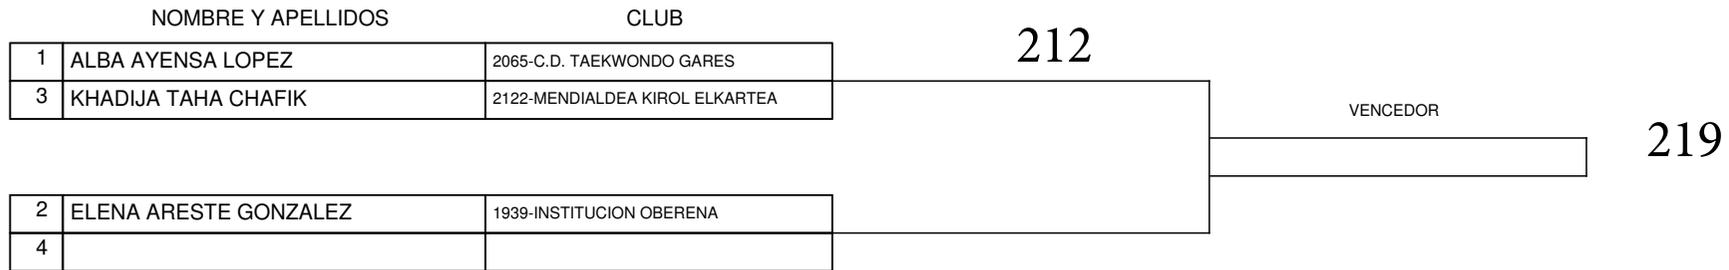 NOMBRE Y APELLIDOS CLUB
212
1 ALBA AYENSA LOPEZ 2065-C.D. TAEKWONDO GARES
3 KHADIJA TAHA CHAFIK 2122-MENDIALDEA KIROL ELKARTEA
VENCEDOR
219
2 ELENA ARESTE GONZALEZ 1939-INSTITUCION OBERENA
4